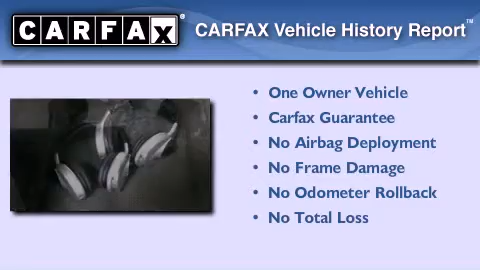 CARFAX®
CARFAX Vehicle History Report™
• One Owner Vehicle
• Carfax Guarantee
• No Airbag Deployment
• No Frame Damage
• No Odometer Rollback
• No Total Loss